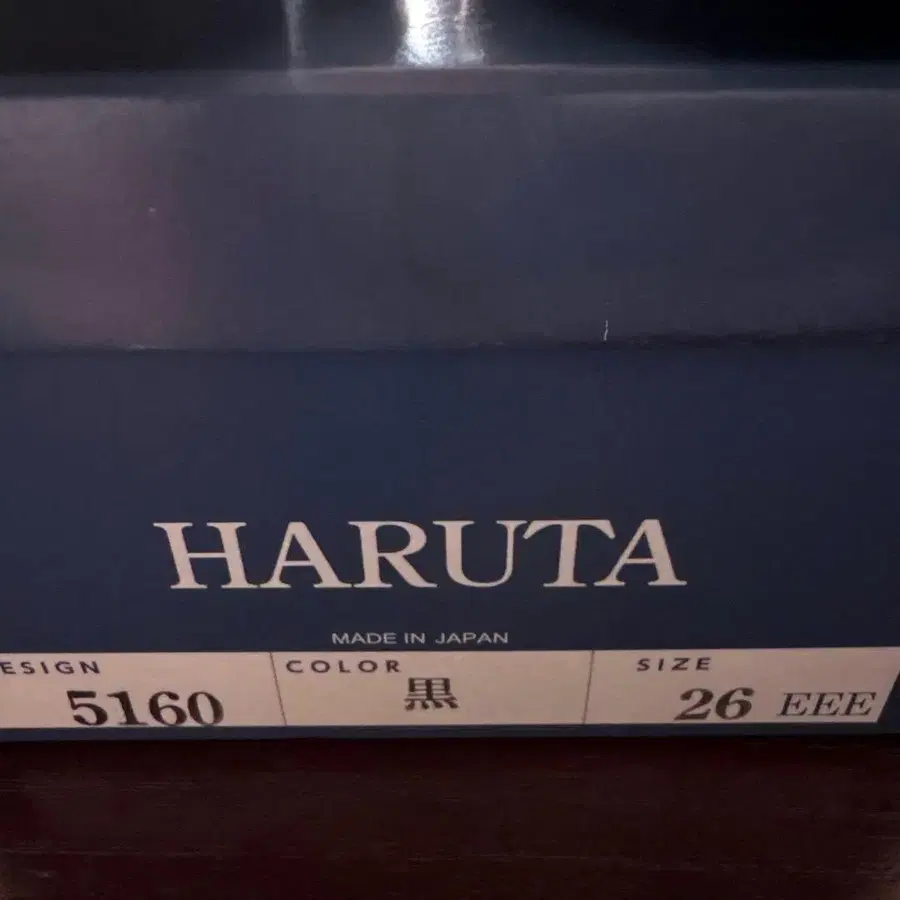 HARUTA
MADE IN JAPAN
ESIGN COLOR SIZE
5160 黒 26 EEE